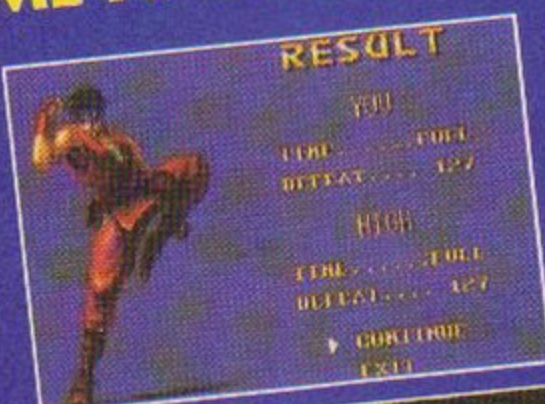 RESULT
YOU
TIME.......FULL
DEFEAT.... 127
HIGH
TIME.......FULL
DEFEAT.... 127
CONTINUE
EXIT